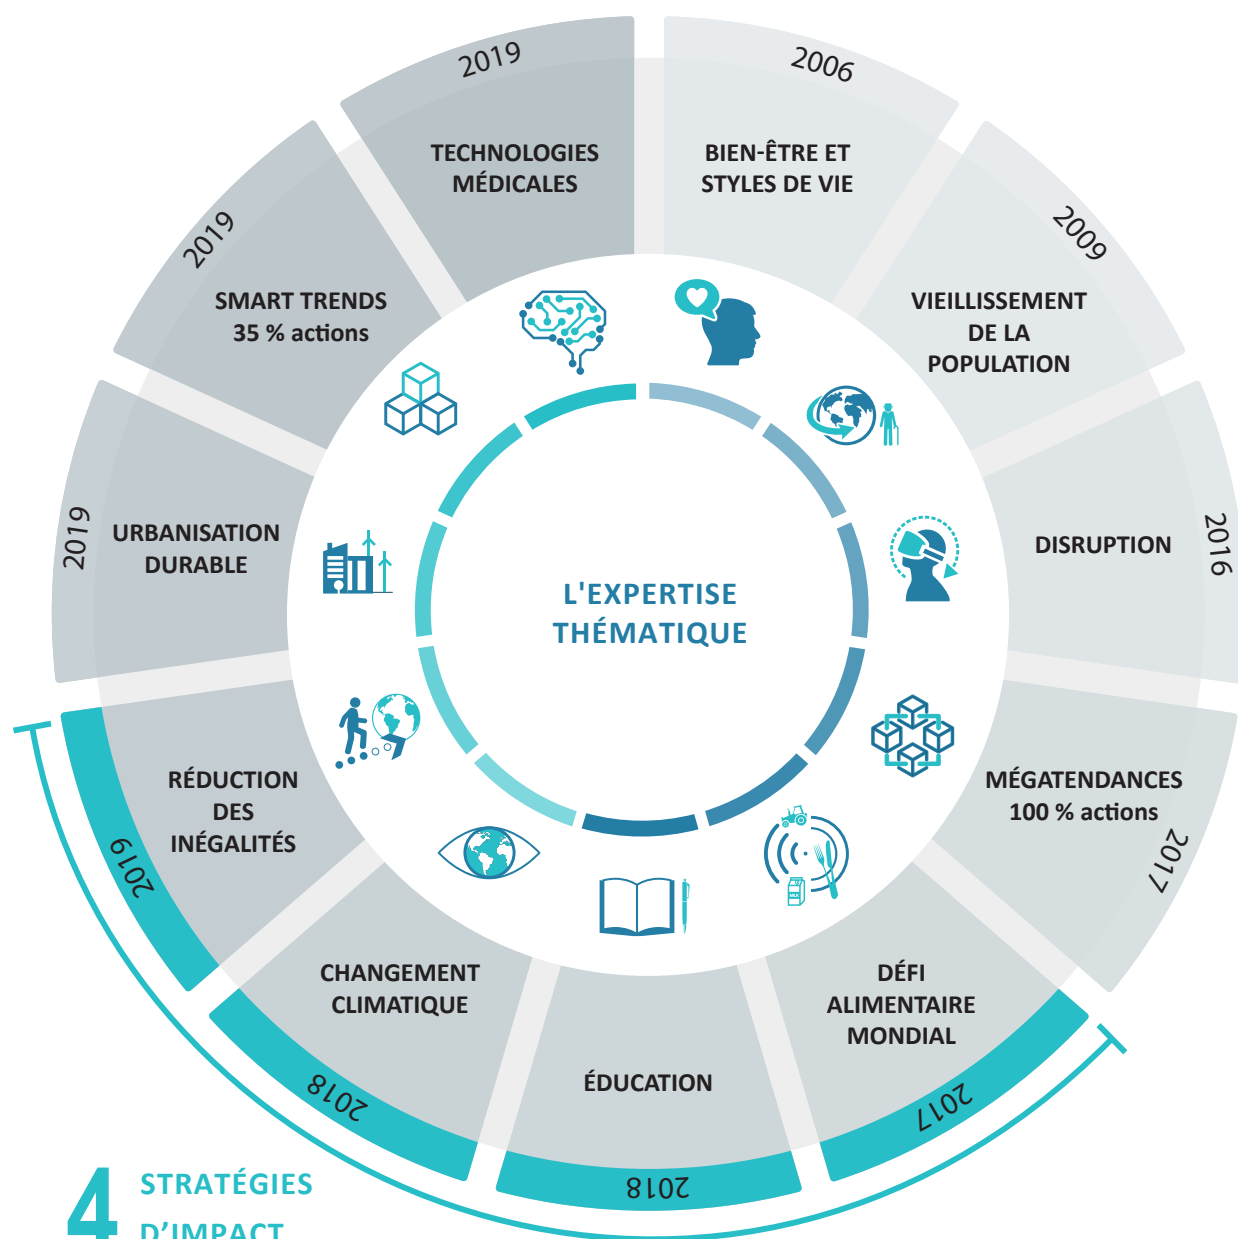 2019
TECHNOLOGIES
MÉDICALES
2006
BIEN-ÊTRE ET
STYLES DE VIE
2009
VIEILLISSEMENT
DE LA
POPULATION
2016
DISRUPTION
MÉGATENDANCES
100 % actions
2017
DÉFI
ALIMENTAIRE
MONDIAL
2017
ÉDUCATION
2018
CHANGEMENT
CLIMATIQUE
2018
RÉDUCTION
DES
INÉGALITÉS
2019
URBANISATION
DURABLE
2019
SMART TRENDS
35 % actions
2019
L'EXPERTISE
THÉMATIQUE
4 STRATÉGIES
D'IMPACT